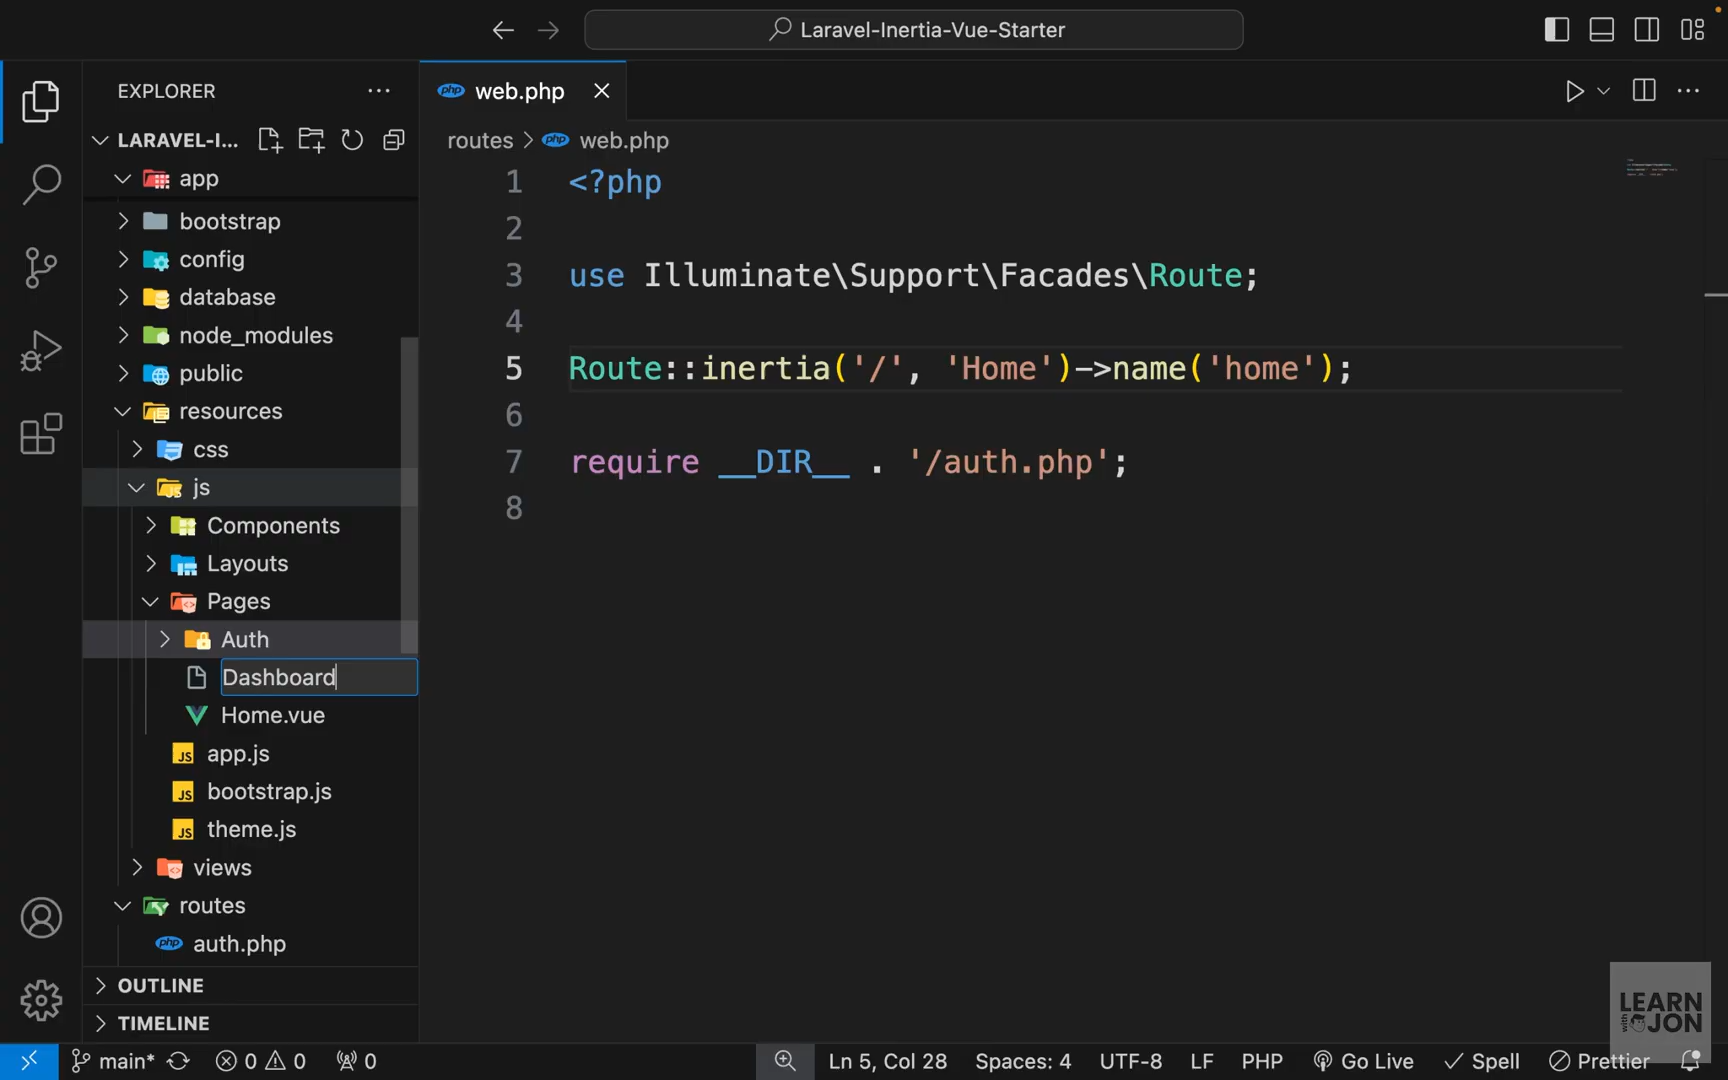 Laravel-Inertia-Vue-Starter
EXPLORER
LARAVEL-I...
app
bootstrap
config
database
node_modules
public
resources
css
js
Components
Layouts
Pages
Auth
Dashboard
Home.vue
app.js
bootstrap.js
theme.js
views
routes
php auth.php
OUTLINE
TIMELINE
php web.php
routes > php web.php
1 <?php
2
3 use Illuminate\Support\Facades\Route;
4
5 Route::inertia('/', 'Home')->name('home');
6
7 require __DIR__ . '/auth.php';
8
LEARN
with JON
main* 0 0 0 Ln 5, Col 28 Spaces: 4 UTF-8 LF PHP Go Live Spell Prettier